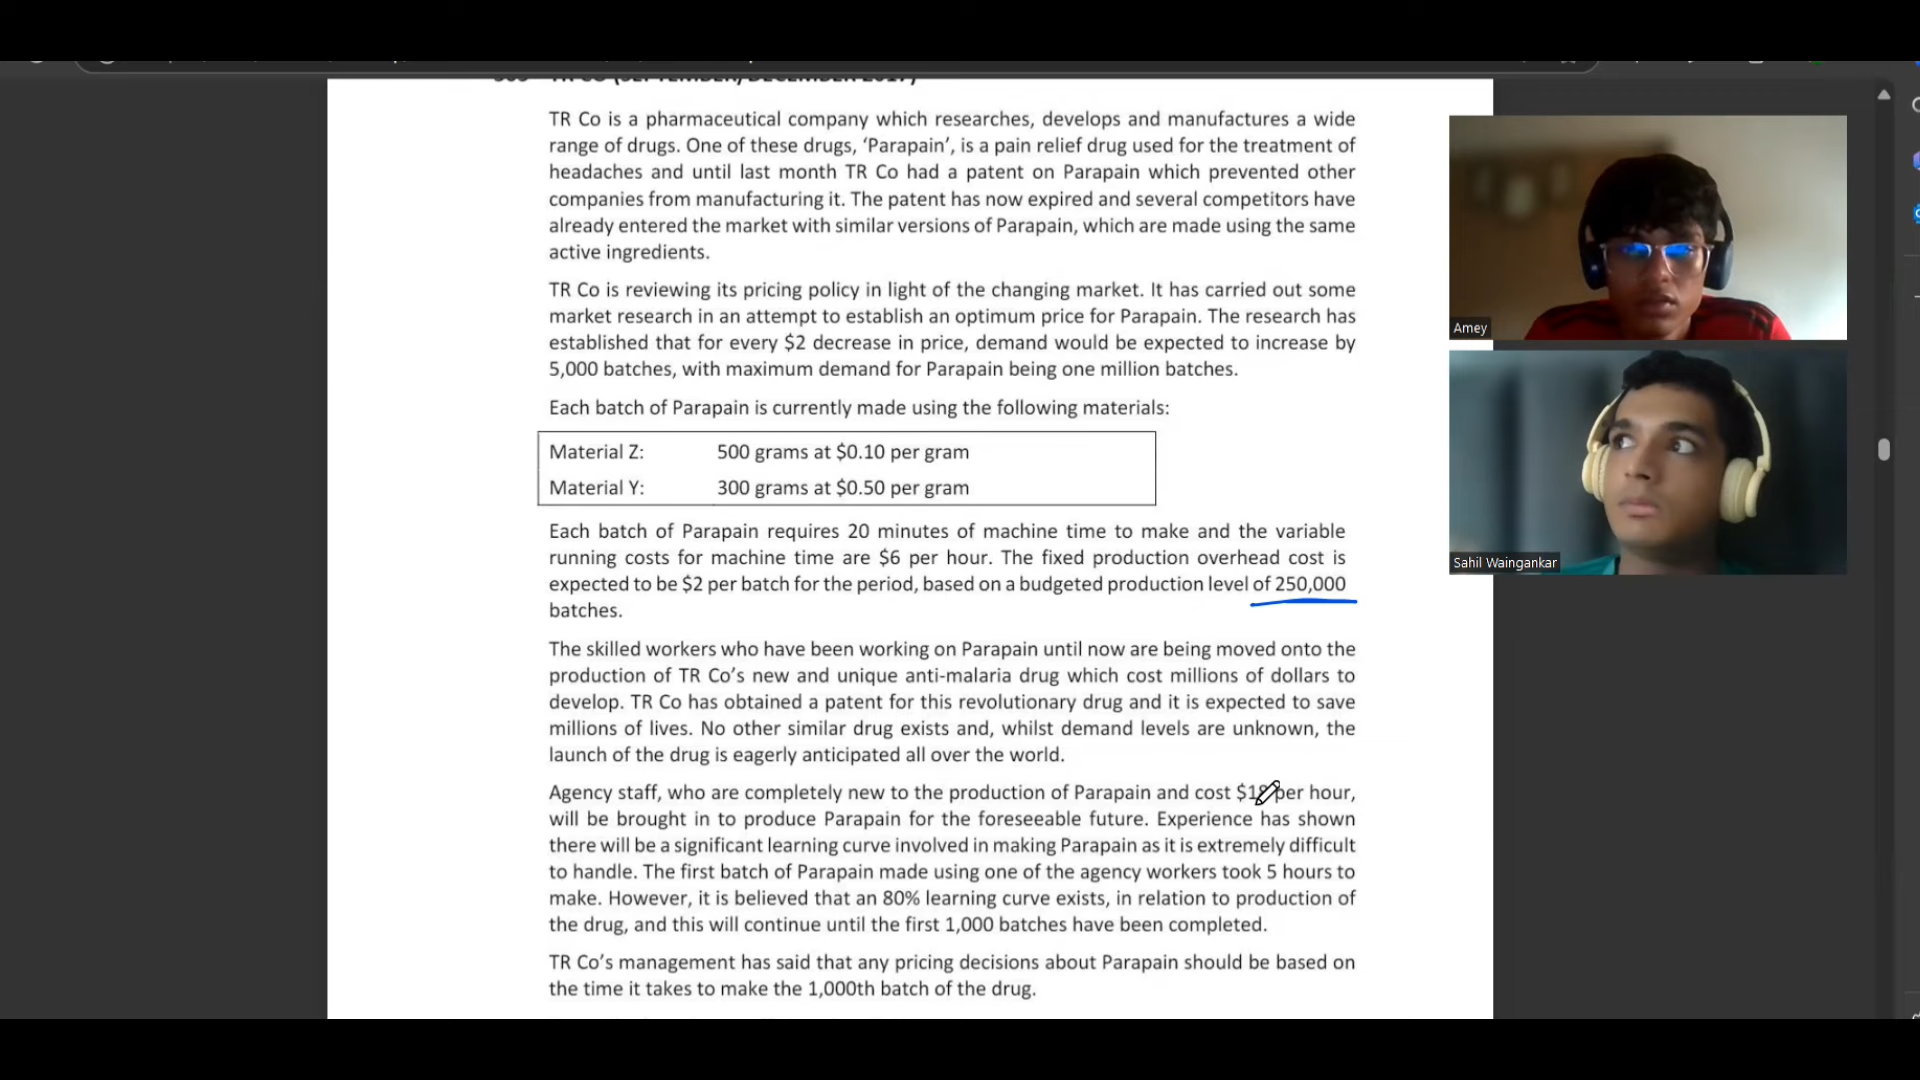 TR CO (SEPTEMBER/DECEMBER 2017)
TR Co is a pharmaceutical company which researches, develops and manufactures a wide
range of drugs. One of these drugs, ‘Parapain’, is a pain relief drug used for the treatment of
headaches and until last month TR Co had a patent on Parapain which prevented other
companies from manufacturing it. The patent has now expired and several competitors have
already entered the market with similar versions of Parapain, which are made using the same
active ingredients.
TR Co is reviewing its pricing policy in light of the changing market. It has carried out some
market research in an attempt to establish an optimum price for Parapain. The research has
established that for every $2 decrease in price, demand would be expected to increase by
5,000 batches, with maximum demand for Parapain being one million batches.
Each batch of Parapain is currently made using the following materials:
Material Z: 500 grams at $0.10 per gram
Material Y: 300 grams at $0.50 per gram
Each batch of Parapain requires 20 minutes of machine time to make and the variable
running costs for machine time are $6 per hour. The fixed production overhead cost is
expected to be $2 per batch for the period, based on a budgeted production level of 250,000
batches.
The skilled workers who have been working on Parapain until now are being moved onto the
production of TR Co’s new and unique anti-malaria drug which cost millions of dollars to
develop. TR Co has obtained a patent for this revolutionary drug and it is expected to save
millions of lives. No other similar drug exists and, whilst demand levels are unknown, the
launch of the drug is eagerly anticipated all over the world.
Agency staff, who are completely new to the production of Parapain and cost $18 per hour,
will be brought in to produce Parapain for the foreseeable future. Experience has shown
there will be a significant learning curve involved in making Parapain as it is extremely difficult
to handle. The first batch of Parapain made using one of the agency workers took 5 hours to
make. However, it is believed that an 80% learning curve exists, in relation to production of
the drug, and this will continue until the first 1,000 batches have been completed.
TR Co’s management has said that any pricing decisions about Parapain should be based on
the time it takes to make the 1,000th batch of the drug.
Amey
Sahil Waingankar